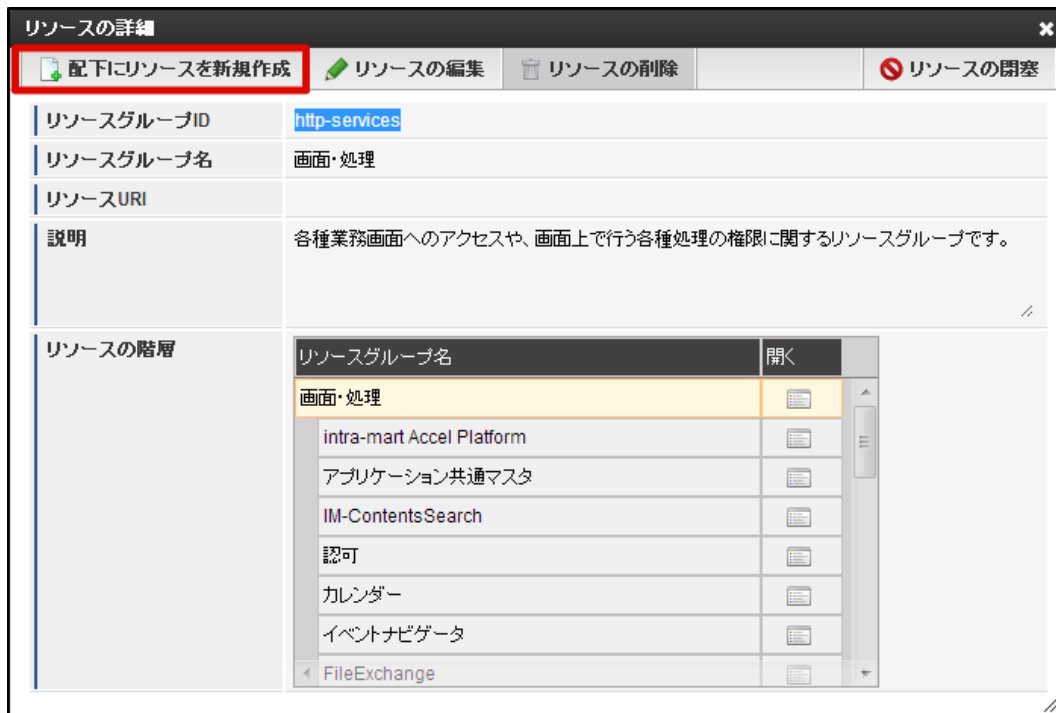 リソースの詳細
配下にリソースを新規作成 リソースの編集 リソースの削除 リソースの閉塞
リソースグループID http-services
リソースグループ名 画面・処理
リソースURI
説明 各種業務画面へのアクセスや、画面上で行う各種処理の権限に関するリソースグループです。
リソースの階層
リソースグループ名 開く
画面・処理
intra-mart Accel Platform
アプリケーション共通マスタ
IM-ContentsSearch
認可
カレンダー
イベントナビゲータ
FileExchange